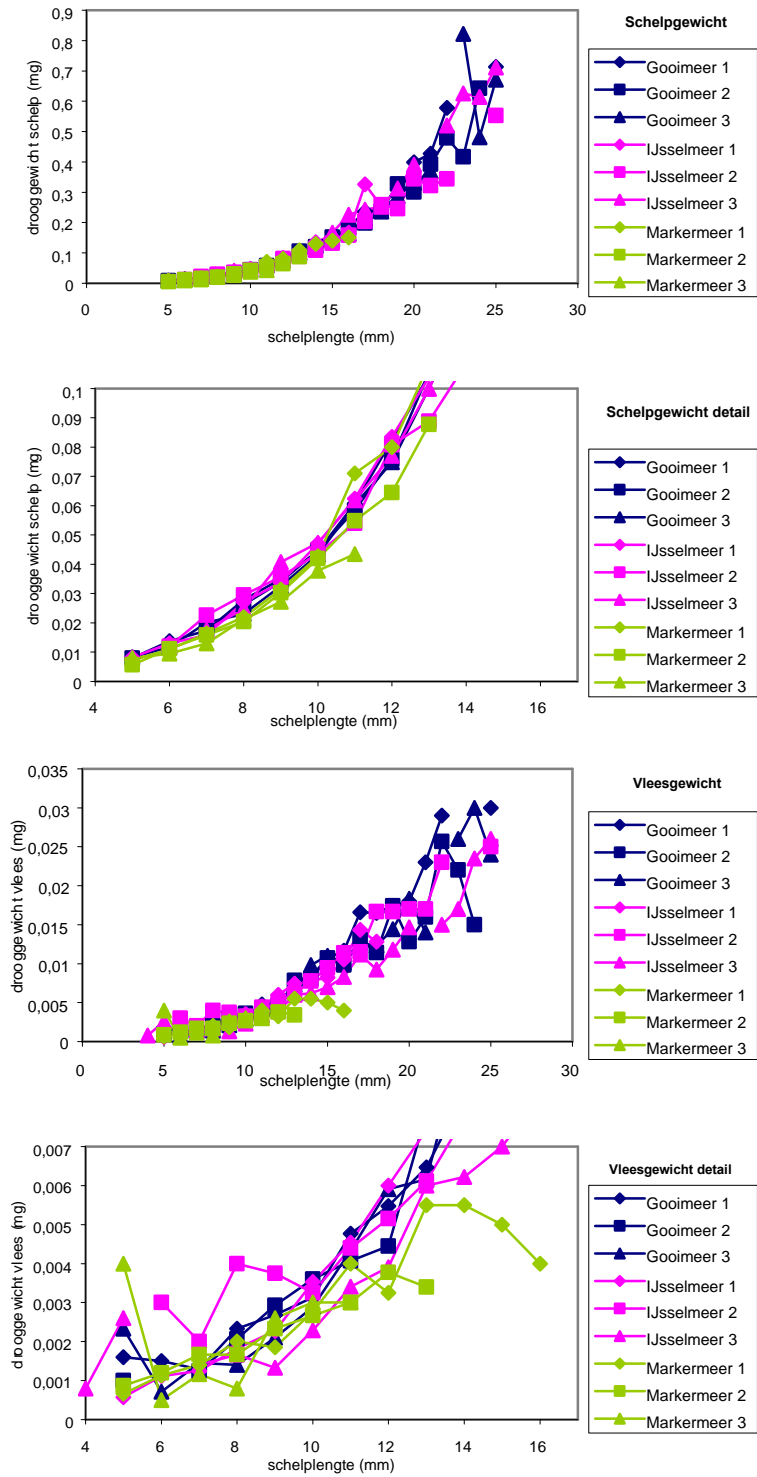 Schelpgewicht
0,9
0,8
0,7
0,6
0,5
0,4
0,3
0,2
0,1
0
drooggewicht schelp (mg)
0 5 10 15 20 25 30
schelplengte (mm)
Gooimeer 1
Gooimeer 2
Gooimeer 3
IJsselmeer 1
IJsselmeer 2
IJsselmeer 3
Markermeer 1
Markermeer 2
Markermeer 3
Schelpgewicht detail
0,1
0,09
0,08
0,07
0,06
0,05
0,04
0,03
0,02
0,01
0
drooggewicht schelp (mg)
4 6 8 10 12 14 16
schelplengte (mm)
Gooimeer 1
Gooimeer 2
Gooimeer 3
IJsselmeer 1
IJsselmeer 2
IJsselmeer 3
Markermeer 1
Markermeer 2
Markermeer 3
Vleesgewicht
0,035
0,03
0,025
0,02
0,015
0,01
0,005
0
drooggewicht vlees (mg)
0 5 10 15 20 25 30
schelplengte (mm)
Gooimeer 1
Gooimeer 2
Gooimeer 3
IJsselmeer 1
IJsselmeer 2
IJsselmeer 3
Markermeer 1
Markermeer 2
Markermeer 3
Vleesgewicht detail
0,007
0,006
0,005
0,004
0,003
0,002
0,001
0
drooggewicht vlees (mg)
4 6 8 10 12 14 16
schelplengte (mm)
Gooimeer 1
Gooimeer 2
Gooimeer 3
IJsselmeer 1
IJsselmeer 2
IJsselmeer 3
Markermeer 1
Markermeer 2
Markermeer 3